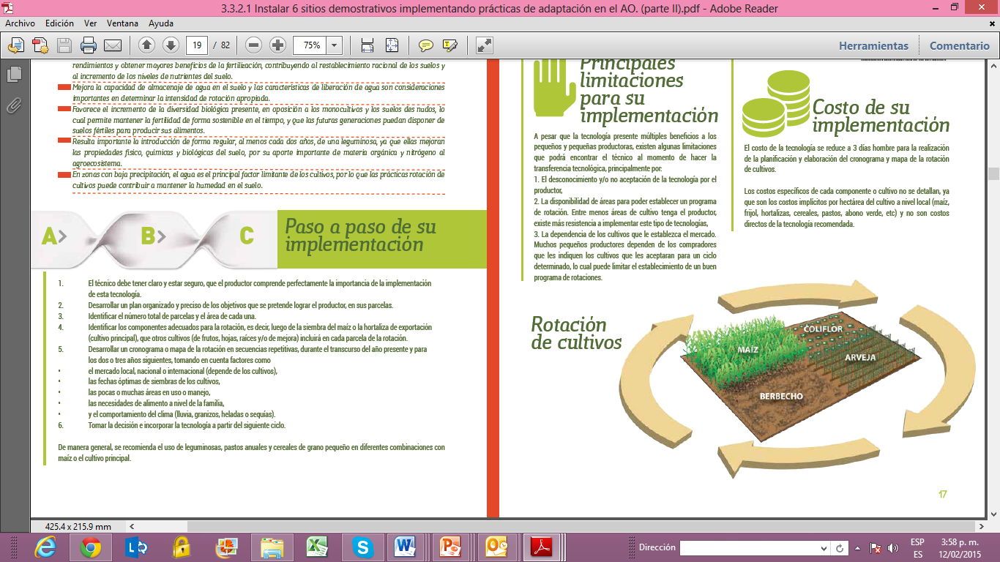 3.3.2.1 Instalar 6 sitios demostrativos implementando prácticas de adaptación en el AO. (parte II).pdf - Adobe Reader
Archivo Edición Ver Ventana Ayuda
19 / 82 75% Herramientas Comentario
rendimientos y obtener mayores beneficios de la fertilización, contribuyendo al restablecimiento racional de los suelos y
al incremento de los niveles de nutrientes del suelo.
Mejora la capacidad de almacenaje de agua en el suelo y las características de liberación de agua son consideraciones
importantes en determinar la intensidad de rotación apropiada.
Favorece el incremento de la diversidad biológica presente, en oposición a los monocultivos y los suelos des nudos, lo
cual permite mantener la fertilidad de forma sostenible en el tiempo, y que las futuras generaciones puedan disponer de
suelos fértiles para producir sus alimentos.
Resulta importante la introducción de forma regular, al menos cada dos años, de una leguminosa, ya que ellas mejoran
las propiedades físico, químicas y biológicas del suelo, por su aporte importante de materia orgánica y nitrógeno al
agroecosistema.
En zonas con baja precipitación, el agua es el principal factor limitante de los cultivos, por lo que las prácticas rotación de
cultivos puede contribuir a mantener la humedad en el suelo.
A> B> C
Paso a paso de su
implementación
1. El técnico debe tener claro y estar seguro, que el productor comprende perfectamente la importancia de la implementación
de esta tecnología.
2. Desarrollar un plan organizado y preciso de los objetivos que se pretende lograr el productor, en sus parcelas.
3. Identificar el número total de parcelas y el área de cada una.
4. Identificar los componentes adecuados para la rotación, es decir, luego de la siembra del maíz o la hortaliza de exportación
(cultivo principal), que otros cultivos (de frutos, hojas, raíces y/o de mejora) incluirá en cada parcela de la rotación.
5. Desarrollar un cronograma o mapa de la rotación en secuencias repetitivas, durante el transcurso del año presente y para
los dos o tres años siguientes, tomando en cuenta factores como
• el mercado local, nacional o internacional (depende de los cultivos),
• las fechas óptimas de siembras de los cultivos,
• las pocas o muchas áreas en uso o manejo,
• las necesidades de alimento a nivel de la familia,
• y el comportamiento del clima (lluvia, granizos, heladas o sequías).
6. Tomar la decisión e incorporar la tecnología a partir del siguiente ciclo.
De manera general, se recomienda el uso de leguminosas, pastos anuales y cereales de grano pequeño en diferentes combinaciones con
maíz o el cultivo principal.
Principales
limitaciones
para su
implementación
A pesar que la tecnología presente múltiples beneficios a los
pequeños y pequeñas productoras, existen algunas limitaciones
que podrá encontrar el técnico al momento de hacer la
transferencia tecnológica, principalmente por:
1. El desconocimiento y/o no aceptación de la tecnología por el
productor,
2. La disponibilidad de áreas para poder establecer un programa
de rotación. Entre menos áreas de cultivo tenga el productor,
existe más resistencia a implementar este tipo de tecnologías,
3. La dependencia de los cultivos que le establezca el mercado.
Muchos pequeños productores dependen de los compradores
que les indiquen los cultivos que les aceptaran para un ciclo
determinado, lo cual puede limitar el establecimiento de un buen
programa de rotaciones.
Costo de su
implementación
El costo de la tecnología se reduce a 3 días hombre para la realización
de la planificación y elaboración del cronograma y mapa de la rotación
de cultivos.
Los costos específicos de cada componente o cultivo no se detallan, ya
que son los costos implícitos por hectárea del cultivo a nivel local (maíz,
frijol, hortalizas, cereales, pastos, abono verde, etc) y no son costos
directos de la tecnología recomendada.
Rotación
de cultivos
COLIFLOR
MAÍZ
ARVEJA
BERBECHO
17
425.4 x 215.9 mm
Dirección
ESP
ES
3:58 p. m.
12/02/2015